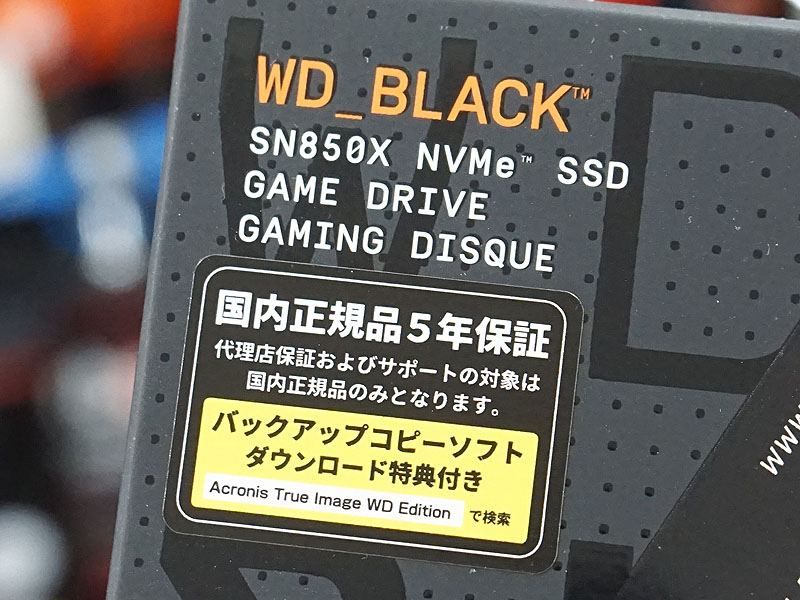 WD_BLACK™
SN850X NVMe™ SSD
GAME DRIVE
GAMING DISQUE
国内正規品5年保証
代理店保証およびサポートの対象は
国内正規品のみとなります。
バックアップコピーソフト
ダウンロード特典付き
Acronis True Image WD Edition で検索
www